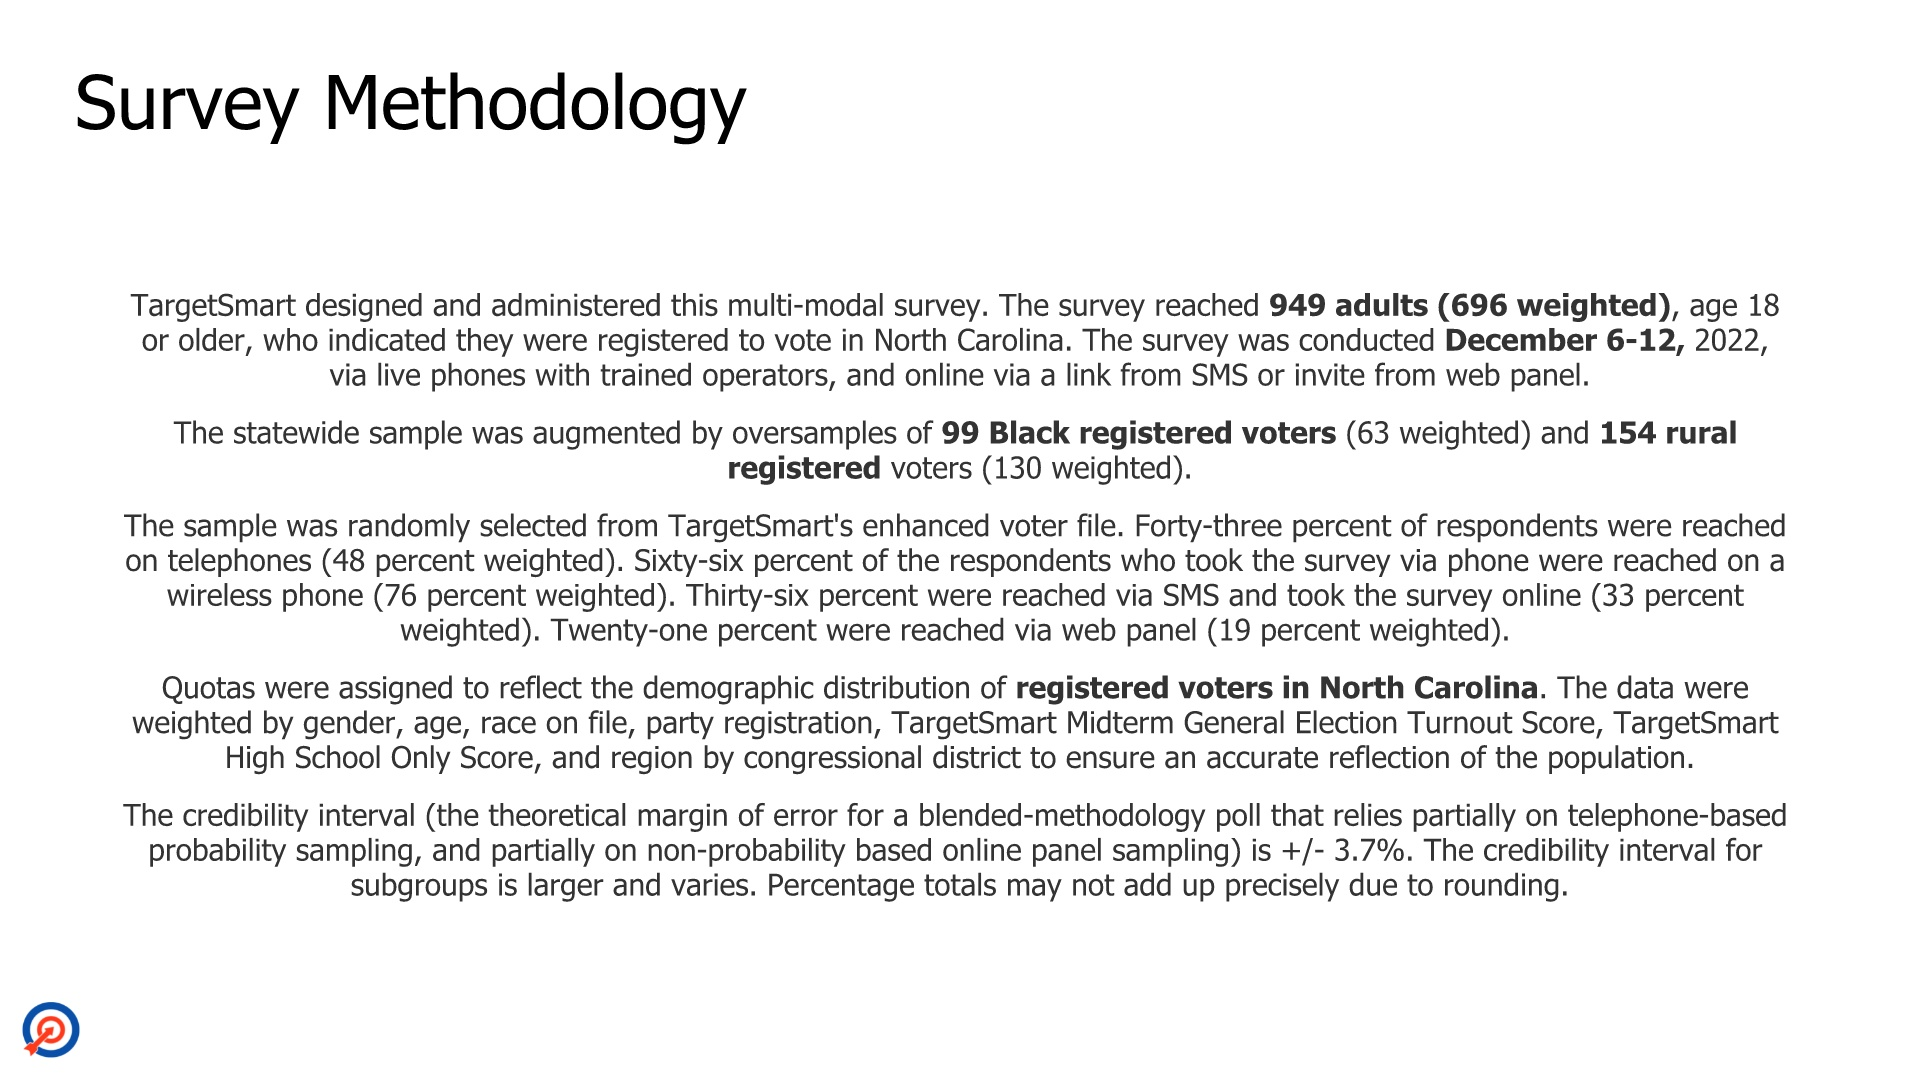 Survey Methodology
TargetSmart designed and administered this multi-modal survey. The survey reached 949 adults (696 weighted), age 18
or older, who indicated they were registered to vote in North Carolina. The survey was conducted December 6-12, 2022,
via live phones with trained operators, and online via a link from SMS or invite from web panel.
The statewide sample was augmented by oversamples of 99 Black registered voters (63 weighted) and 154 rural
registered voters (130 weighted).
The sample was randomly selected from TargetSmart's enhanced voter file. Forty-three percent of respondents were reached
on telephones (48 percent weighted). Sixty-six percent of the respondents who took the survey via phone were reached on a
wireless phone (76 percent weighted). Thirty-six percent were reached via SMS and took the survey online (33 percent
weighted). Twenty-one percent were reached via web panel (19 percent weighted).
Quotas were assigned to reflect the demographic distribution of registered voters in North Carolina. The data were
weighted by gender, age, race on file, party registration, TargetSmart Midterm General Election Turnout Score, TargetSmart
High School Only Score, and region by congressional district to ensure an accurate reflection of the population.
The credibility interval (the theoretical margin of error for a blended-methodology poll that relies partially on telephone-based
probability sampling, and partially on non-probability based online panel sampling) is +/- 3.7%. The credibility interval for
subgroups is larger and varies. Percentage totals may not add up precisely due to rounding.